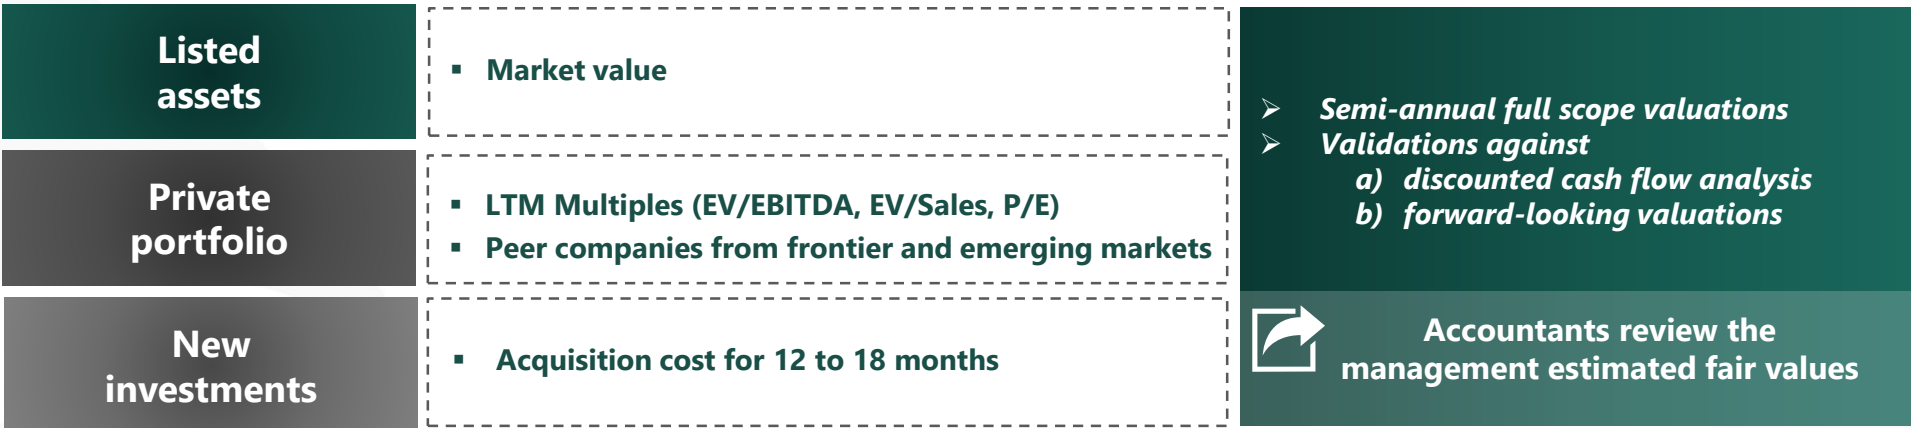 Listed
assets
▪ Market value
Private
portfolio
▪ LTM Multiples (EV/EBITDA, EV/Sales, P/E)
▪ Peer companies from frontier and emerging markets
New
investments
▪ Acquisition cost for 12 to 18 months
➢ Semi-annual full scope valuations
➢ Validations against
a) discounted cash flow analysis
b) forward-looking valuations
Accountants review the
management estimated fair values